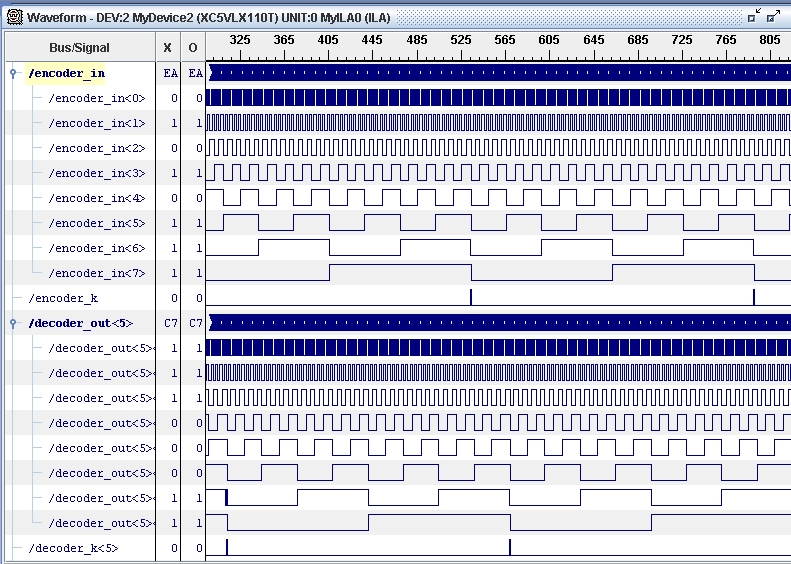 Waveform - DEV:2 MyDevice2 (XC5VLX110T) UNIT:0 MyILA0 (ILA)
Bus/Signal X O 325 365 405 445 485 525 565 605 645 685 725 765 805
/encoder_in EA EA
/encoder_in<0> 0 0
/encoder_in<1> 1 1
/encoder_in<2> 0 0
/encoder_in<3> 1 1
/encoder_in<4> 0 0
/encoder_in<5> 1 1
/encoder_in<6> 1 1
/encoder_in<7> 1 1
/encoder_k 0 0
/decoder_out<5> C7 C7
/decoder_out<5>< 1 1
/decoder_out<5>< 1 1
/decoder_out<5>< 1 1
/decoder_out<5>< 0 0
/decoder_out<5>< 0 0
/decoder_out<5>< 0 0
/decoder_out<5>< 1 1
/decoder_out<5>< 1 1
/decoder_k<5> 0 0